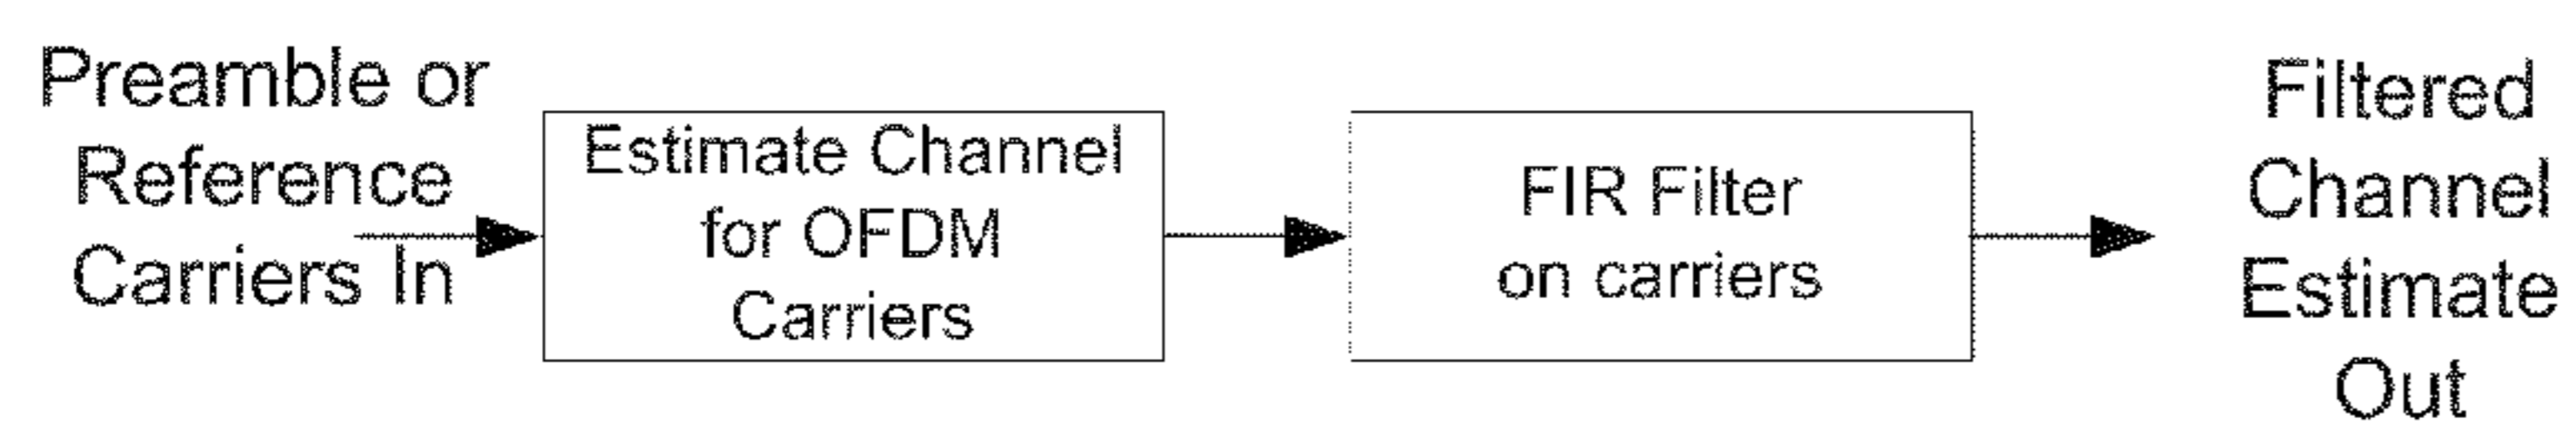 Preamble or
Reference
Carriers In
Estimate Channel
for OFDM
Carriers
FIR Filter
on carriers
Filtered
Channel
Estimate
Out